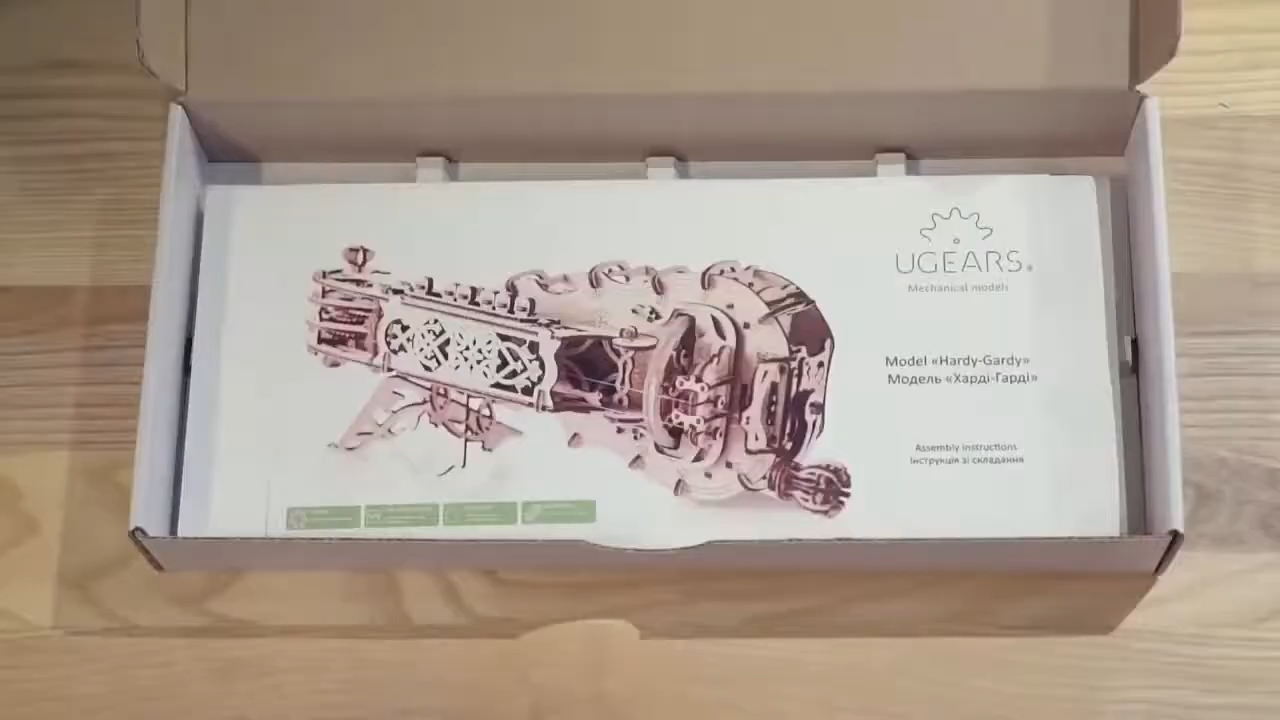 UGEARS®
Mechanical models
Model «Hardy-Gardy»
Модель «Харді-Гарді»
Assembly instructions
Інструкція зі складання